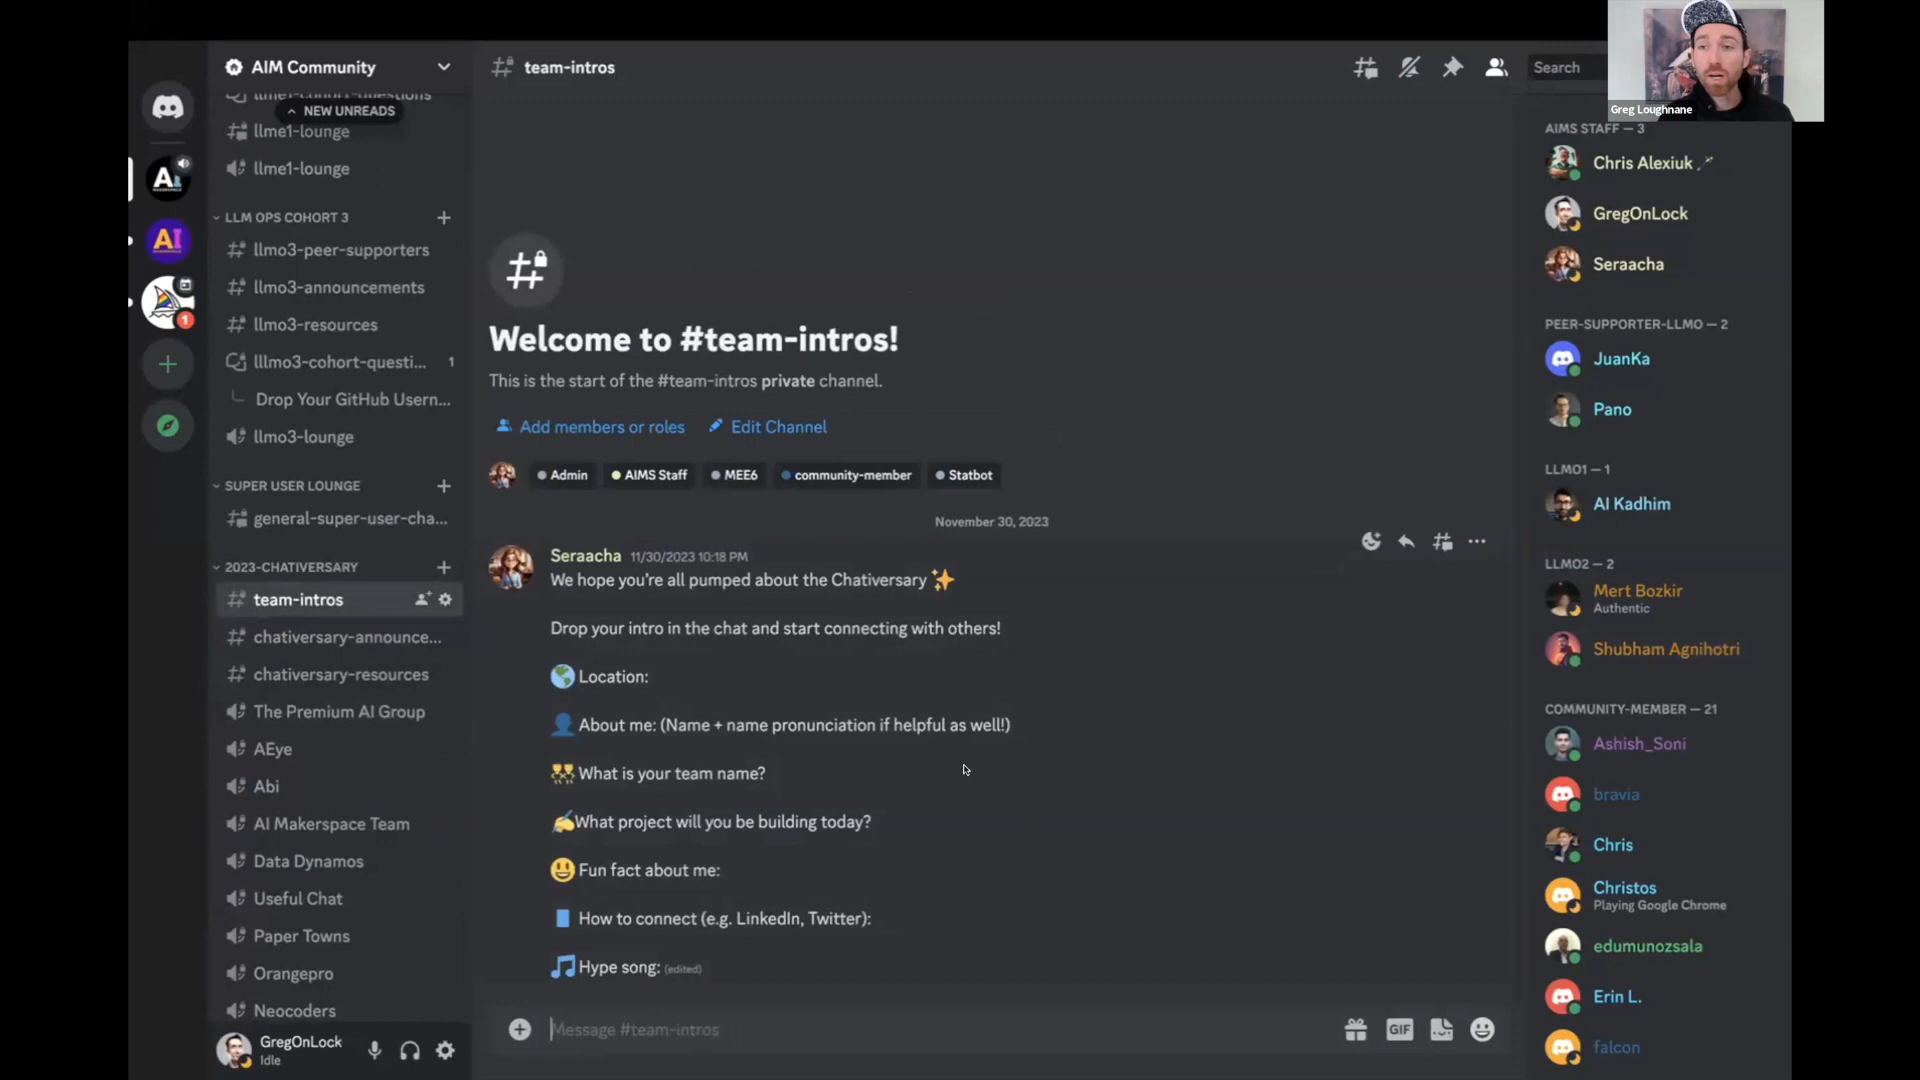 AIM Community
NEW UNREADS
llme1-lounge
llme1-lounge
LLM OPS COHORT 3
llmo3-peer-supporters
llmo3-announcements
llmo3-resources
lllmo3-cohort-questi...
1
Drop Your GitHub Usern...
llmo3-lounge
SUPER USER LOUNGE
general-super-user-cha...
2023-CHATIVERSARY
team-intros
chativersary-announce...
chativersary-resources
The Premium AI Group
AEye
Abi
AI Makerspace Team
Data Dynamos
Useful Chat
Paper Towns
Orangepro
Neocoders
GregOnLock
Idle
AI
AI
1
team-intros
Search
Greg Loughnane
Welcome to #team-intros!
This is the start of the #team-intros private channel.
Add members or roles
Edit Channel
Admin
AIMS Staff
MEE6
community-member
Statbot
November 30, 2023
Seraacha 11/30/2023 10:18 PM
We hope you're all pumped about the Chativersary
Drop your intro in the chat and start connecting with others!
Location:
About me: (Name + name pronunciation if helpful as well!)
What is your team name?
What project will you be building today?
Fun fact about me:
How to connect (e.g. LinkedIn, Twitter):
Hype song: (edited)
Message #team-intros
GIF
AIMS STAFF — 3
Chris Alexiuk
GregOnLock
Seraacha
PEER-SUPPORTER-LLMO — 2
JuanKa
Pano
LLMO1 — 1
Al Kadhim
LLMO2 — 2
Mert Bozkir
Authentic
Shubham Agnihotri
COMMUNITY-MEMBER — 21
Ashish_Soni
bravia
Chris
Christos
Playing Google Chrome
edumunozsala
Erin L.
falcon